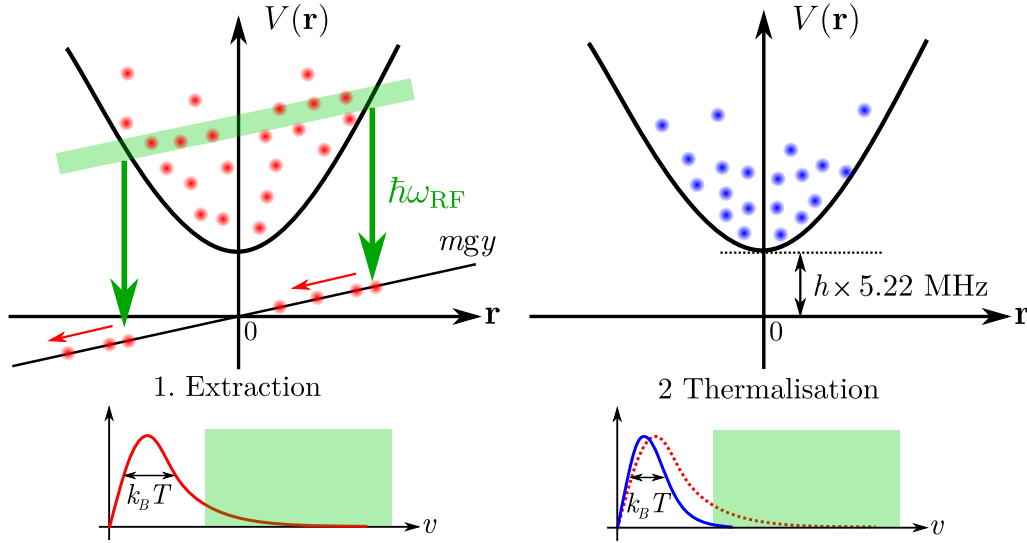 V(r)
ħω_RF
mgy
r
0
1. Extraction
k_B T
v
V(r)
h × 5.22 MHz
r
0
2 Thermalisation
k_B T
v